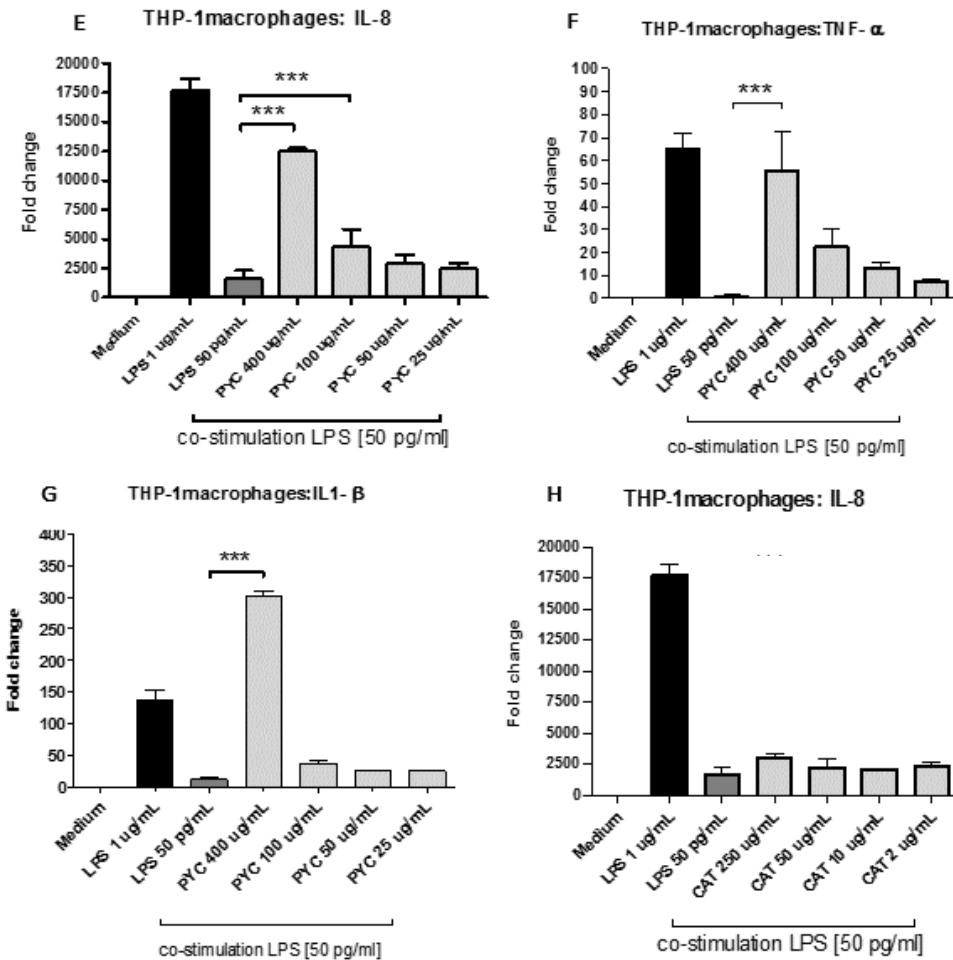 E
THP-1macrophages: IL-8
Fold change
20000
17500
15000
12500
10000
7500
5000
2500
0
***
***
Medium
LPS 1 ug/mL
LPS 50 pg/mL
PYC 400 ug/mL
PYC 100 ug/mL
PYC 50 ug/mL
PYC 25 ug/mL
co-stimulation LPS [50 pg/ml]
F
THP-1macrophages:TNF- α
Fold change
100
90
80
70
60
50
40
30
20
10
0
***
Medium
LPS 1 ug/mL
LPS 50 pg/mL
PYC 400 ug/mL
PYC 100 ug/mL
PYC 50 ug/mL
PYC 25 ug/mL
co-stimulation LPS [50 pg/ml]
G
THP-1macrophages:IL1- β
Fold change
400
350
300
250
200
150
100
50
0
***
Medium
LPS 1 ug/mL
LPS 50 pg/mL
PYC 400 ug/mL
PYC 100 ug/mL
PYC 50 ug/mL
PYC 25 ug/mL
co-stimulation LPS [50 pg/ml]
H
THP-1macrophages: IL-8
Fold change
20000
17500
15000
12500
10000
7500
5000
2500
0
Medium
LPS 1 ug/mL
LPS 50 pg/mL
CAT 250 ug/mL
CAT 50 ug/mL
CAT 10 ug/mL
CAT 2 ug/mL
co-stimulation LPS [50 pg/ml]